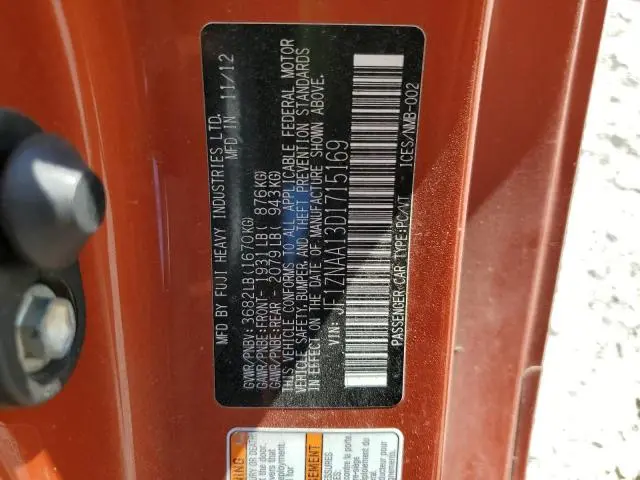 MFD BY FUJI HEAVY INDUSTRIES LTD.
MFD IN 11/12
GVWR/PNBV: 3682LB(1670KG)
GAWR/PNBE:FRONT- 1931LB( 876KG)
GAWR/PNBE:REAR - 2079LB( 943KG)
THIS VEHICLE CONFORMS TO ALL APPLICABLE FEDERAL MOTOR
VEHICLE SAFETY,BUMPER,AND THEFT PREVENTION STANDARDS
IN EFFECT ON THE DATE OF MANUFACTURE SHOWN ABOVE.
VIN: JF1ZNAA13D1715169
PASSENGER-CAR TYPE:PC/VT
ICES/NMB-002